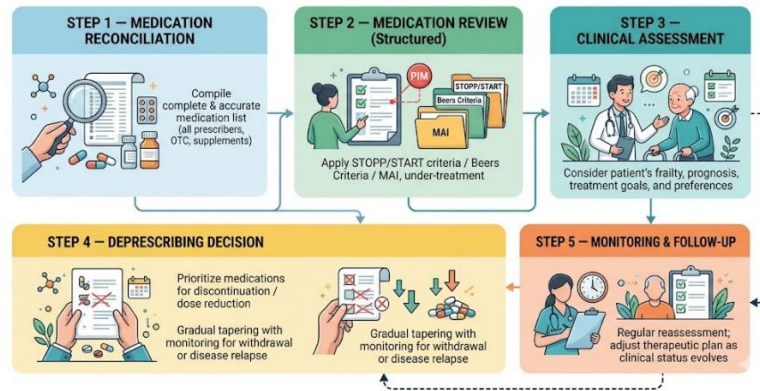 STEP 1 — MEDICATION
RECONCILIATION
Compile
complete & accurate
medication list
(all prescribers,
OTC, supplements)
STEP 2 — MEDICATION REVIEW
(Structured)
PIM
STOPP/START
Beers Criteria
MAI
Apply STOPP/START criteria / Beers
Criteria / MAI, under-treatment
STEP 3 —
CLINICAL ASSESSMENT
Consider patient's frailty, prognosis,
treatment goals, and preferences
STEP 4 — DEPRESCRIBING DECISION
Prioritize medications
for discontinuation /
dose reduction
Gradual tapering with
monitoring for withdrawal
or disease relapse
Gradual tapering with
monitoring for withdrawal
or disease relapse
STEP 5 — MONITORING & FOLLOW-UP
Regular reassessment;
adjust therapeutic plan as
clinical status evolves